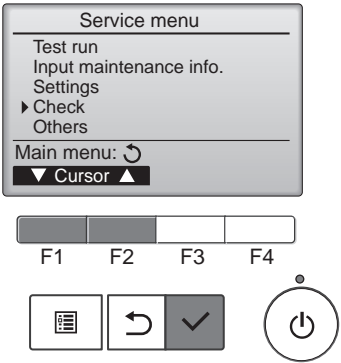 Service menu
Test run
Input maintenance info.
Settings
Check
Others
Main menu:
Cursor
F1 F2 F3 F4